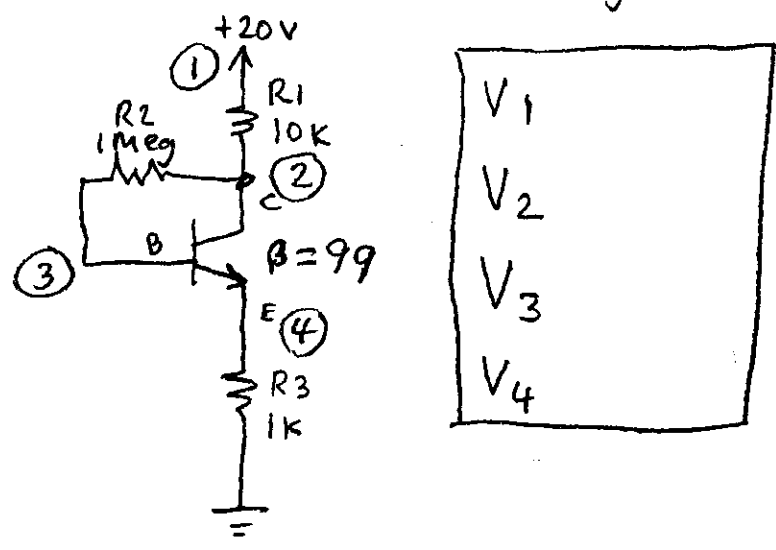 +20V
①
R1
10K
R2
1Meg
②
C
B
β=99
③
E
④
R3
1K
V1
V2
V3
V4